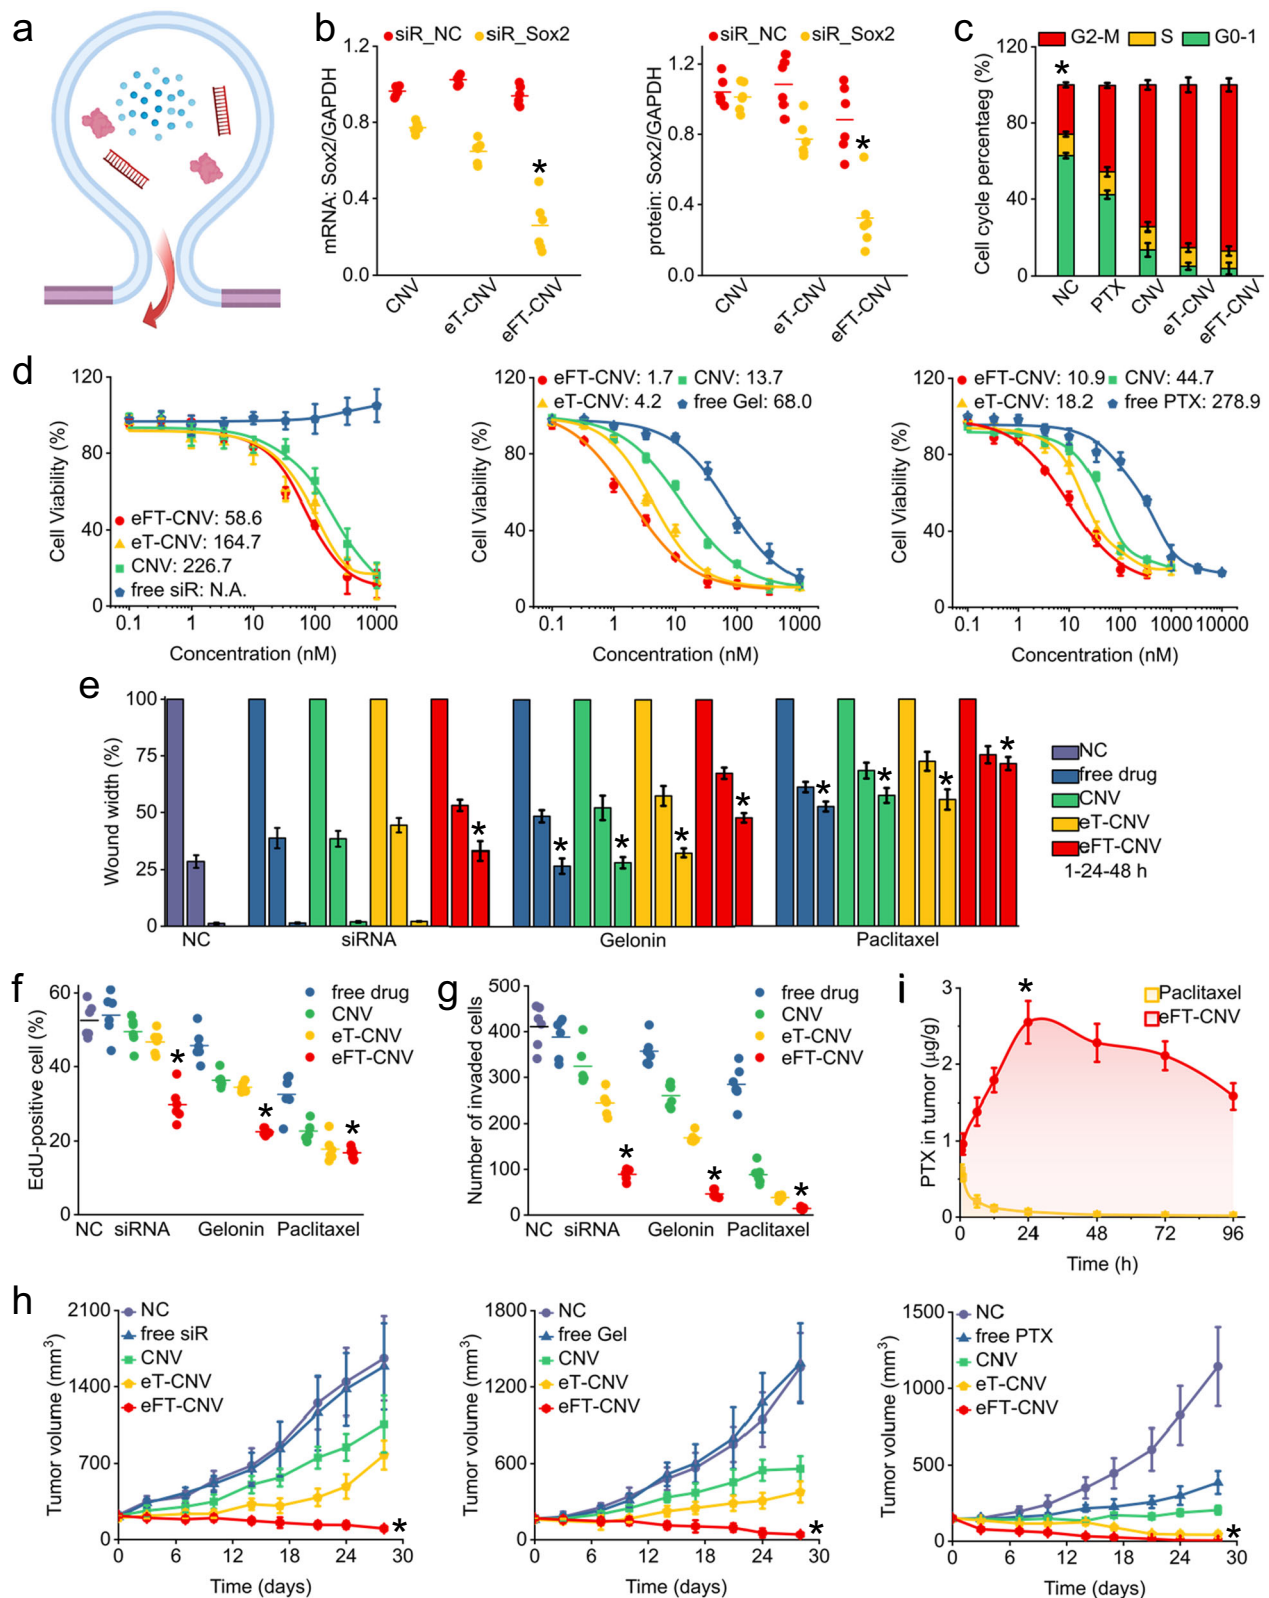 a
b
siR_NC siR_Sox2
1.2
0.8
0.4
0.0
mRNA: Sox2/GAPDH
*
CNV
eT-CNV
eFT-CNV
siR_NC siR_Sox2
1.2
0.8
0.4
0.0
protein: Sox2/GAPDH
*
CNV
eT-CNV
eFT-CNV
c
G2-M S G0-1
120
80
40
0
Cell cycle percentaeg (%)
*
NC
PTX
CNV
eT-CNV
eFT-CNV
d
120
80
40
0
Cell Viability (%)
eFT-CNV: 58.6
eT-CNV: 164.7
CNV: 226.7
free siR: N.A.
0.1 1 10 100 1000
Concentration (nM)
eFT-CNV: 1.7 CNV: 13.7
eT-CNV: 4.2 free Gel: 68.0
120
80
40
0
Cell Viability (%)
0.1 1 10 100 1000
Concentration (nM)
eFT-CNV: 10.9 CNV: 44.7
eT-CNV: 18.2 free PTX: 278.9
120
80
40
0
Cell Viability (%)
0.1 1 10 100 1000 10000
Concentration (nM)
e
100
75
50
25
0
Wound width (%)
* * * * * * * * *
NC siRNA Gelonin Paclitaxel
NC
free drug
CNV
eT-CNV
eFT-CNV
1-24-48 h
f
60
40
20
0
EdU-positive cell (%)
free drug
CNV
eT-CNV
eFT-CNV
* * *
NC siRNA Gelonin Paclitaxel
g
500
400
300
200
100
0
Number of invaded cells
free drug
CNV
eT-CNV
eFT-CNV
* * *
NC siRNA Gelonin Paclitaxel
i
3
2
1
0
PTX in tumor (μg/g)
*
Paclitaxel
eFT-CNV
0 24 48 72 96
Time (h)
h
2100
1400
700
0
Tumor volume (mm³)
NC
free siR
CNV
eT-CNV
eFT-CNV
*
0 6 12 18 24 30
Time (days)
1800
1200
600
0
Tumor volume (mm³)
NC
free Gel
CNV
eT-CNV
eFT-CNV
*
0 6 12 18 24 30
Time (days)
1500
1000
500
0
Tumor volume (mm³)
NC
free PTX
CNV
eT-CNV
eFT-CNV
*
0 6 12 18 24 30
Time (days)